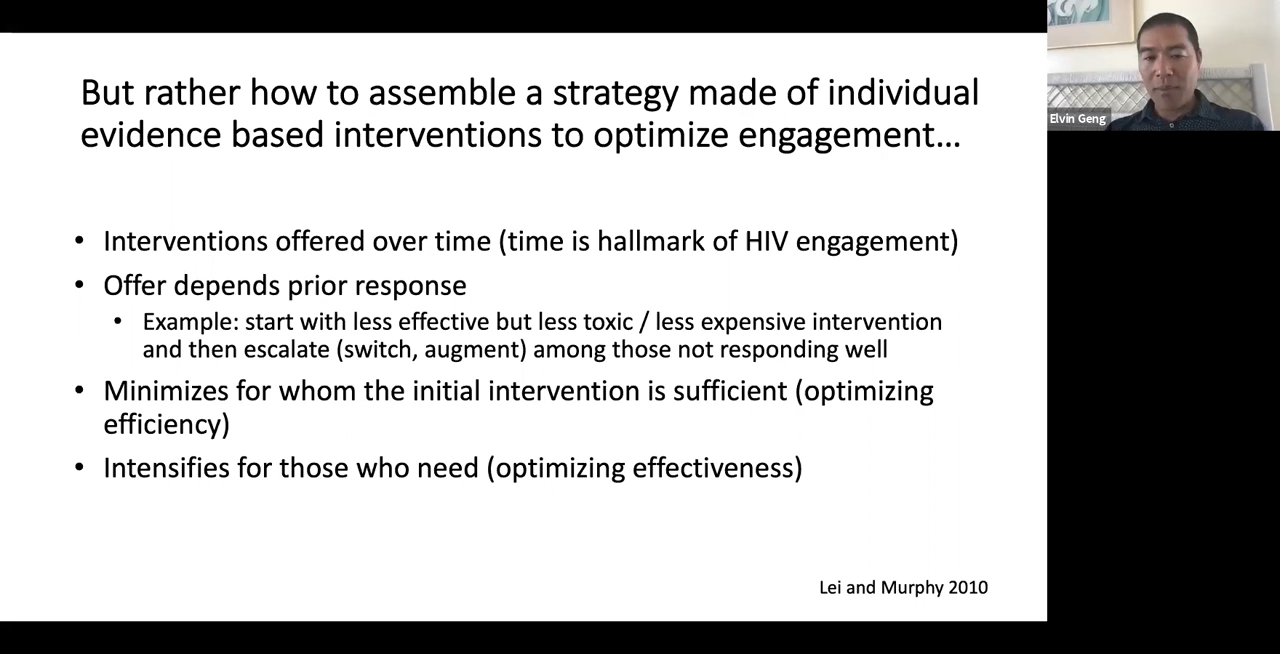 But rather how to assemble a strategy made of individual
evidence based interventions to optimize engagement…
• Interventions offered over time (time is hallmark of HIV engagement)
• Offer depends prior response
• Example: start with less effective but less toxic / less expensive intervention
and then escalate (switch, augment) among those not responding well
• Minimizes for whom the initial intervention is sufficient (optimizing
efficiency)
• Intensifies for those who need (optimizing effectiveness)
Lei and Murphy 2010
Elvin Geng